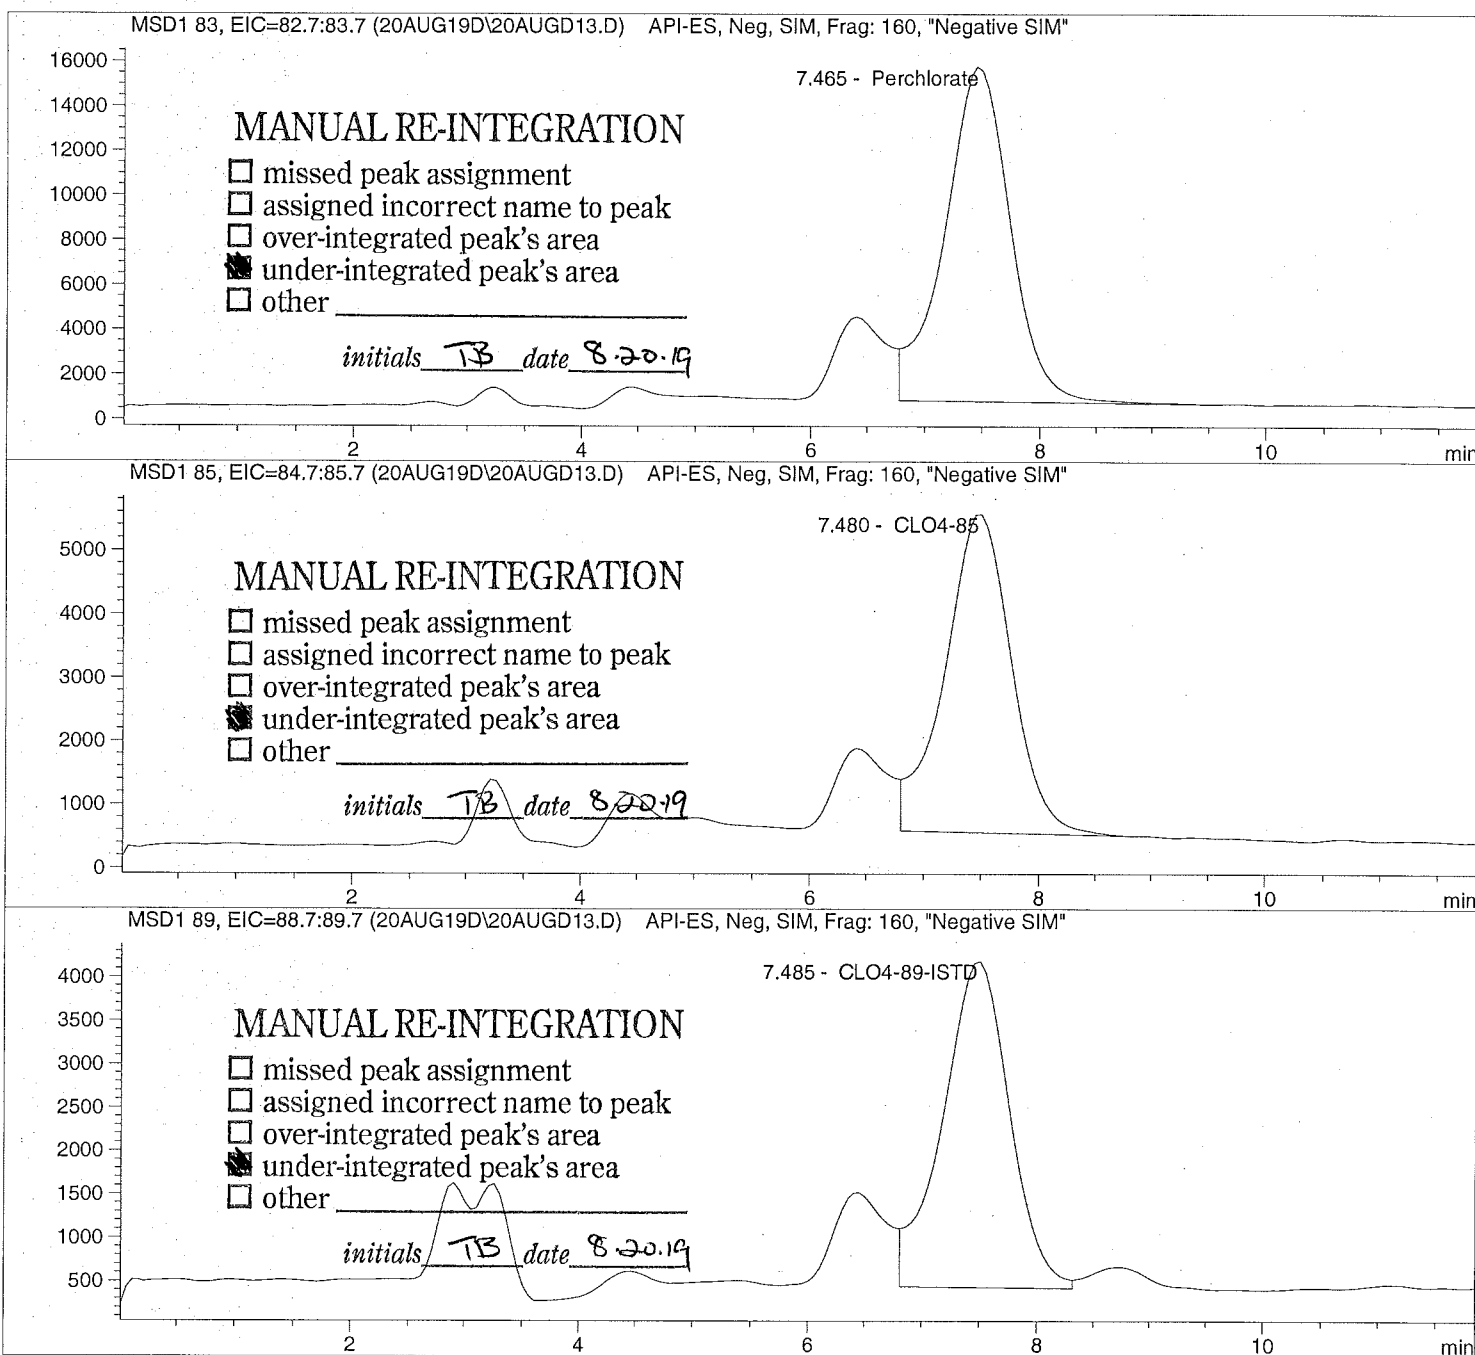 MSD1 83, EIC=82.7:83.7 (20AUG19D\20AUGD13.D) API-ES, Neg, SIM, Frag: 160, "Negative SIM"
16000
7.465 - Perchlorate
14000
MANUAL RE-INTEGRATION
12000
missed peak assignment
10000
assigned incorrect name to peak
8000
over-integrated peak's area
6000
under-integrated peak's area
other
4000
initials TB date 8.20.19
2000
0
2 4 6 8 10 min
MSD1 85, EIC=84.7:85.7 (20AUG19D\20AUGD13.D) API-ES, Neg, SIM, Frag: 160, "Negative SIM"
7.480 - CLO4-85
5000
MANUAL RE-INTEGRATION
4000
missed peak assignment
assigned incorrect name to peak
3000
over-integrated peak's area
under-integrated peak's area
2000
other
1000
initials TB date 8.20.19
0
2 4 6 8 10 min
MSD1 89, EIC=88.7:89.7 (20AUG19D\20AUGD13.D) API-ES, Neg, SIM, Frag: 160, "Negative SIM"
4000
7.485 - CLO4-89-ISTD
3500
MANUAL RE-INTEGRATION
3000
missed peak assignment
2500
assigned incorrect name to peak
over-integrated peak's area
2000
under-integrated peak's area
1500
other
1000
initials TB date 8.20.19
500
2 4 6 8 10 min